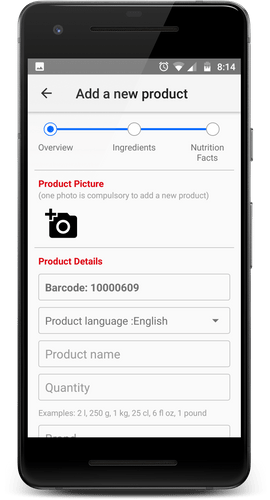 8:14
Add a new product
Overview
Ingredients
Nutrition
Facts
Product Picture
(one photo is compulsory to add a new product)
Product Details
Barcode: 10000609
Product language :English
Product name
Quantity
Examples: 2 l, 250 g, 1 kg, 25 cl, 6 fl oz, 1 pound